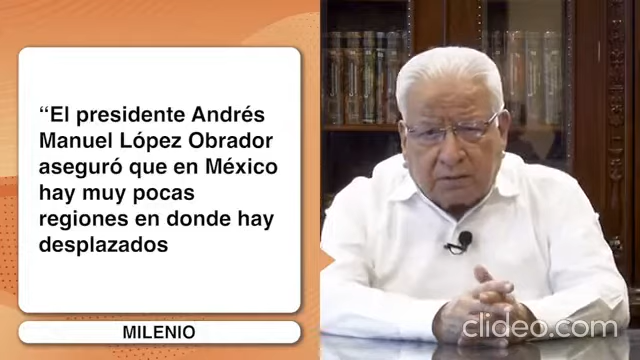 “El presidente Andrés
Manuel López Obrador
aseguró que en México
hay muy pocas
regiones en donde hay
desplazados
MILENIO
clideo.com